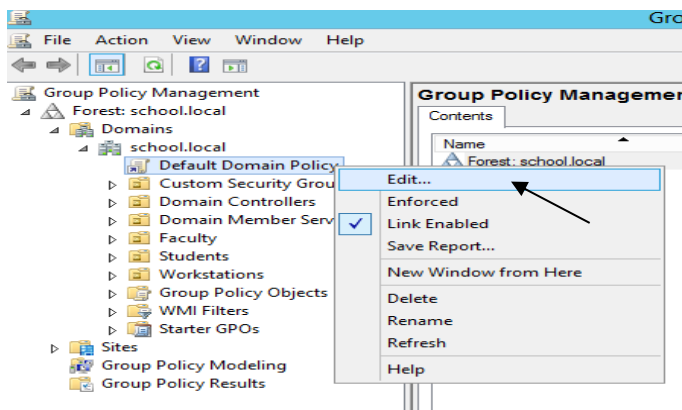 Gro
File Action View Window Help
Group Policy Management
Forest: school.local
Domains
school.local
Default Domain Policy
Custom Security Grou
Domain Controllers
Domain Member Serv
Faculty
Students
Workstations
Group Policy Objects
WMI Filters
Starter GPOs
Sites
Group Policy Modeling
Group Policy Results
Group Policy Managemer
Contents
Name
Forest: school.local
Edit...
Enforced
Link Enabled
Save Report...
New Window from Here
Delete
Rename
Refresh
Help